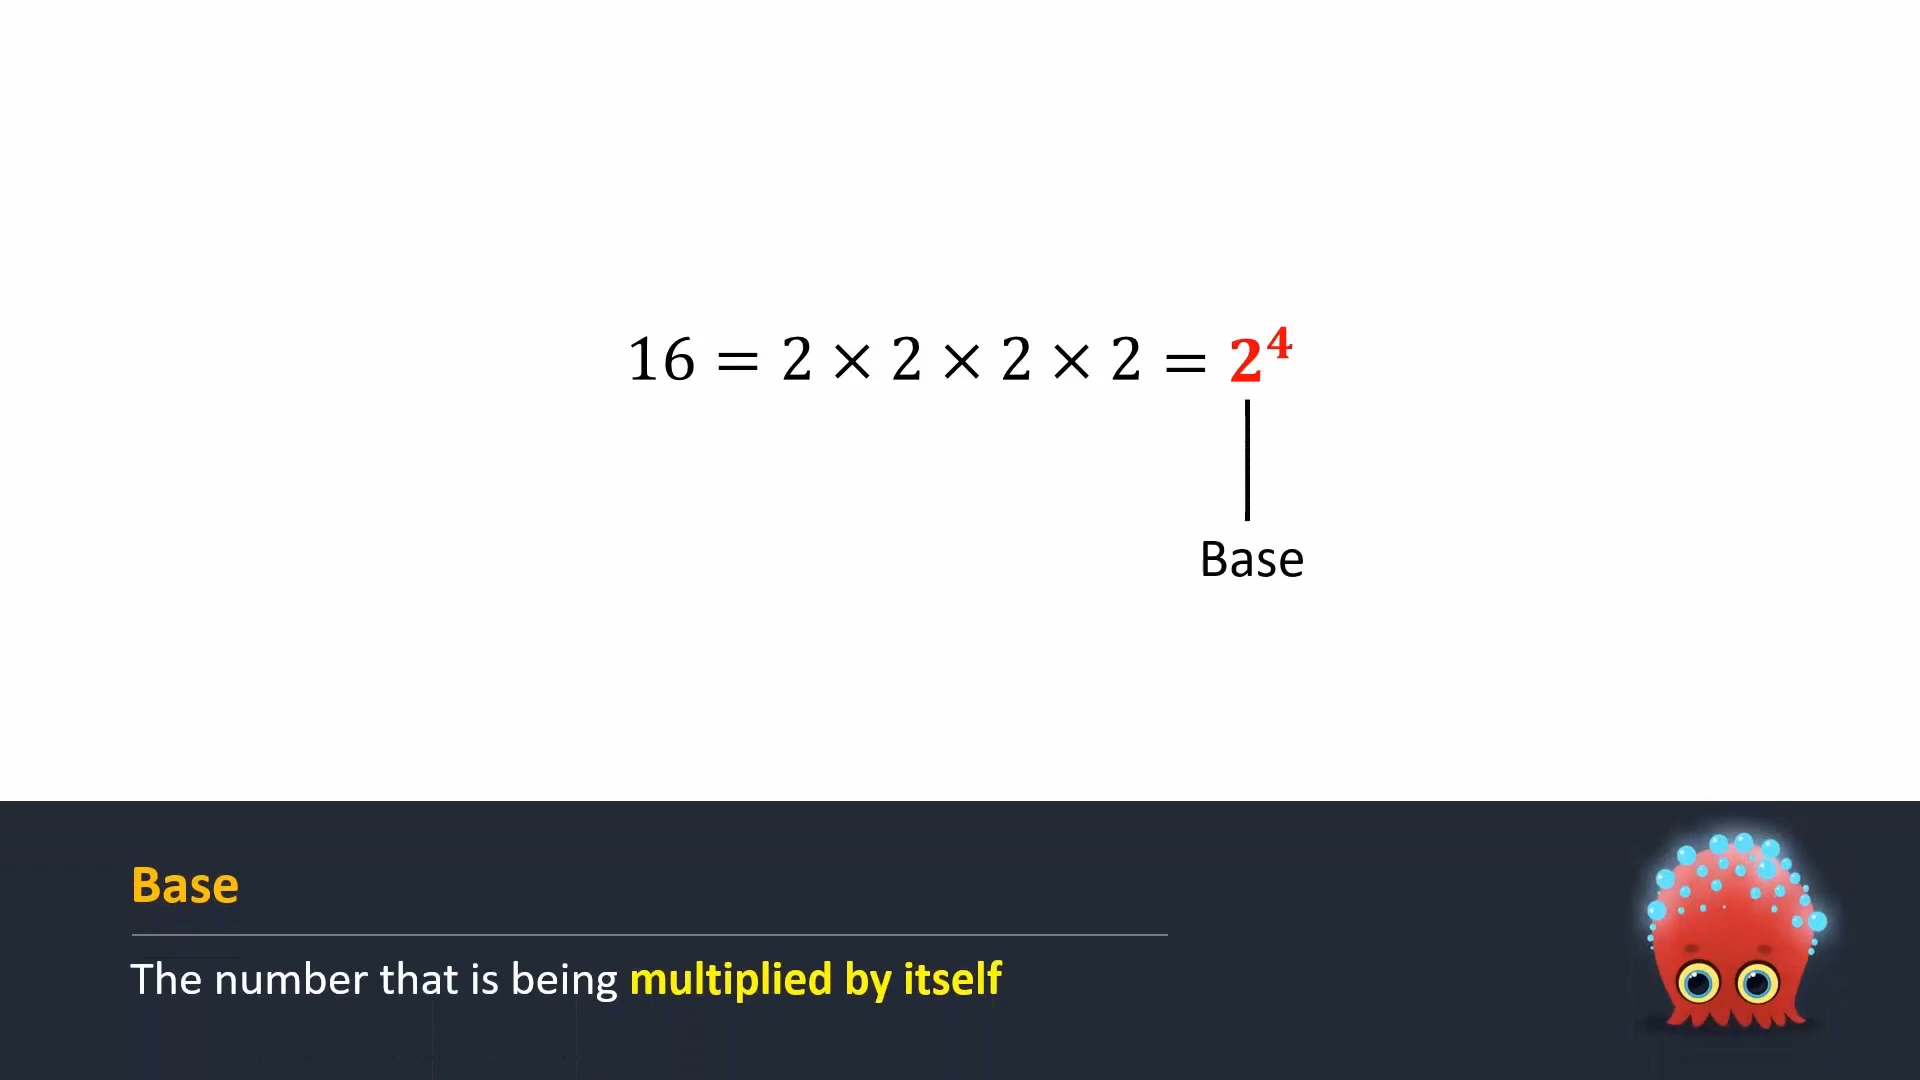 16 = 2 × 2 × 2 × 2 = 2⁴
Base
Base
The number that is being multiplied by itself